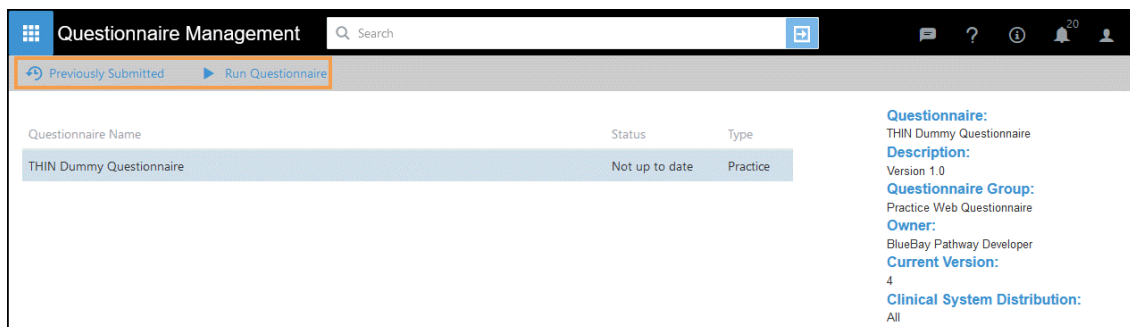 Questionnaire Management
Search
20
Previously Submitted
Run Questionnaire
Questionnaire Name Status Type
THIN Dummy Questionnaire Not up to date Practice
Questionnaire:
THIN Dummy Questionnaire
Description:
Version 1.0
Questionnaire Group:
Practice Web Questionnaire
Owner:
BlueBay Pathway Developer
Current Version:
4
Clinical System Distribution:
All